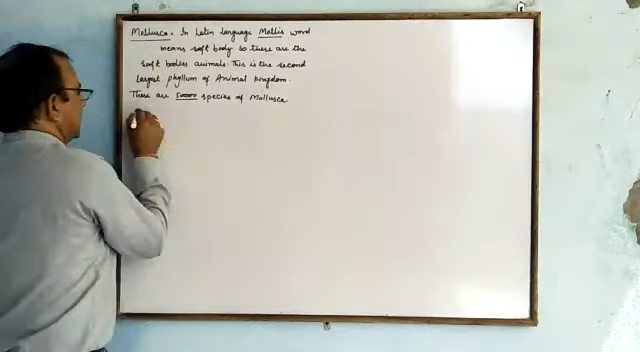 Mollusca. In Latin language Mollis word
means soft body so these are the
soft bodies animals. This is the second
largest phyllum of Animal kingdom.
There are 50000 species of Mollusca